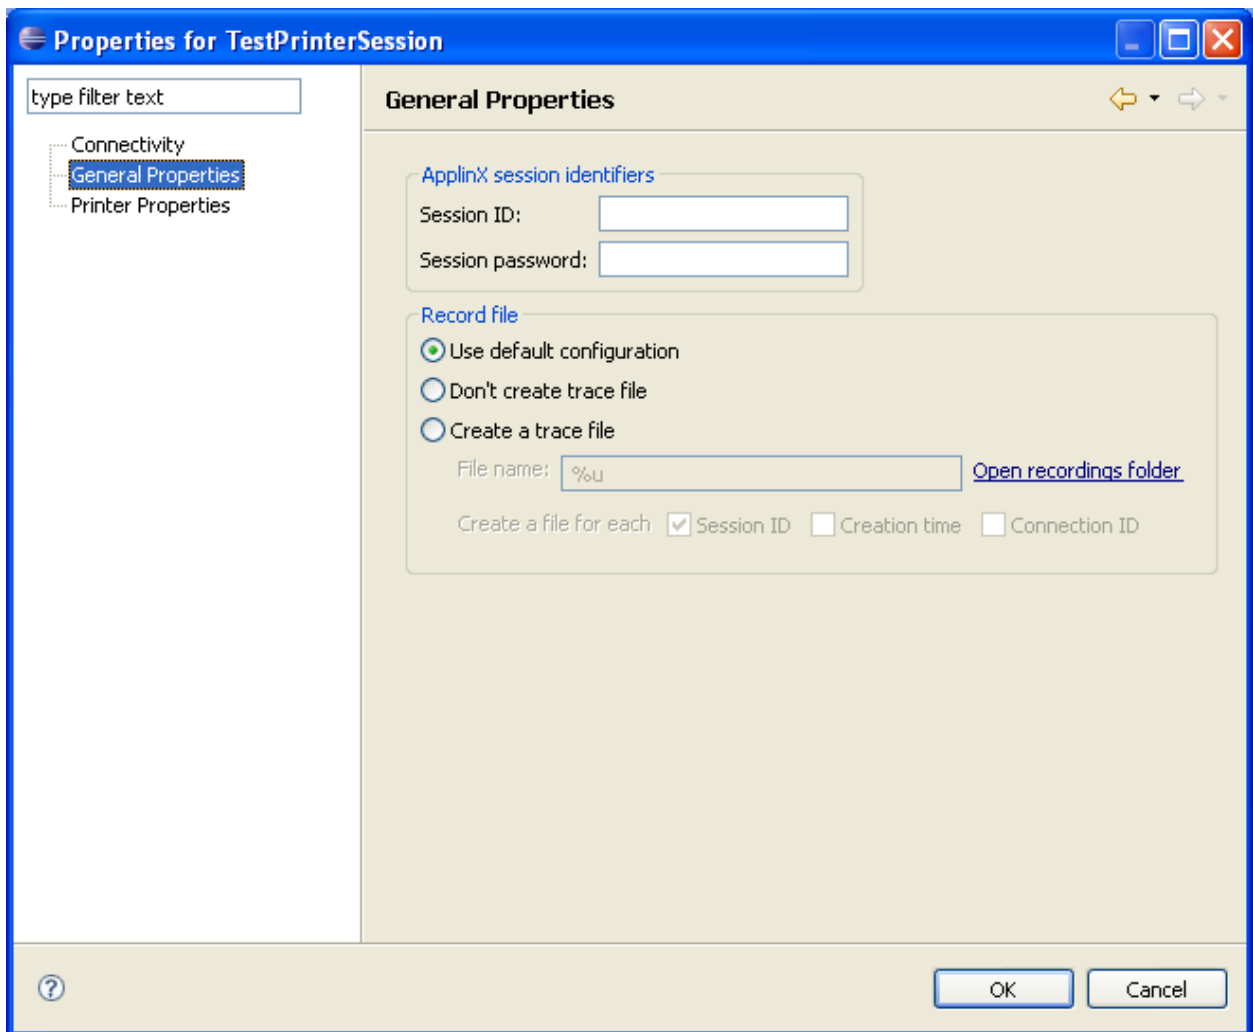 Properties for TestPrinterSession
type filter text
Connectivity
General Properties
Printer Properties
General Properties
ApplinX session identifiers
Session ID:
Session password:
Record file
Use default configuration
Don't create trace file
Create a trace file
File name: %u Open recordings folder
Create a file for each Session ID Creation time Connection ID
? OK Cancel